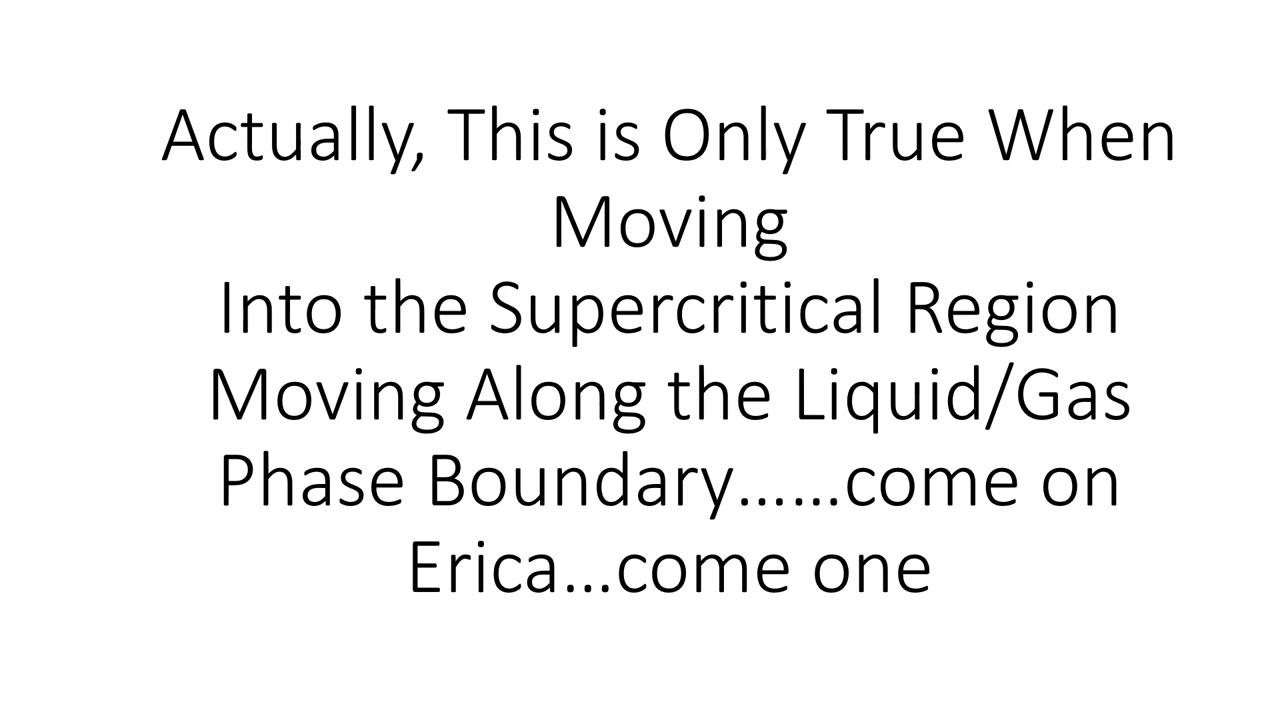 Actually, This is Only True When
Moving
Into the Supercritical Region
Moving Along the Liquid/Gas
Phase Boundary……come on
Erica…come one